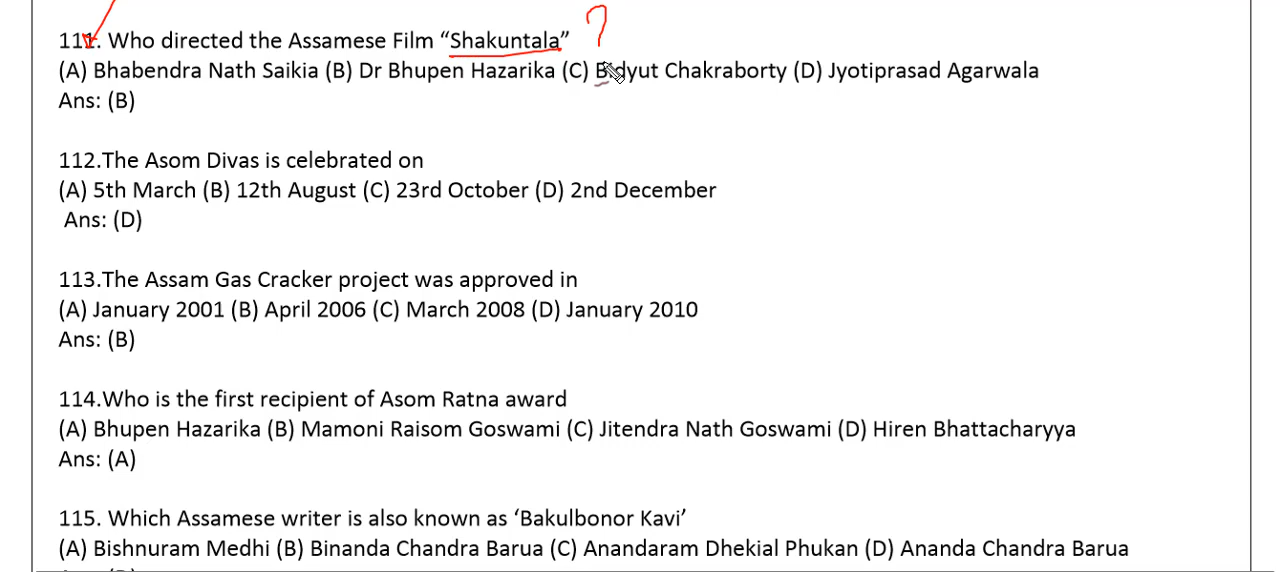 111. Who directed the Assamese Film “Shakuntala” ?
(A) Bhabendra Nath Saikia (B) Dr Bhupen Hazarika (C) Bidyut Chakraborty (D) Jyotiprasad Agarwala
Ans: (B)
112.The Asom Divas is celebrated on
(A) 5th March (B) 12th August (C) 23rd October (D) 2nd December
Ans: (D)
113.The Assam Gas Cracker project was approved in
(A) January 2001 (B) April 2006 (C) March 2008 (D) January 2010
Ans: (B)
114.Who is the first recipient of Asom Ratna award
(A) Bhupen Hazarika (B) Mamoni Raisom Goswami (C) Jitendra Nath Goswami (D) Hiren Bhattacharyya
Ans: (A)
115. Which Assamese writer is also known as ‘Bakulbonor Kavi’
(A) Bishnuram Medhi (B) Binanda Chandra Barua (C) Anandaram Dhekial Phukan (D) Ananda Chandra Barua